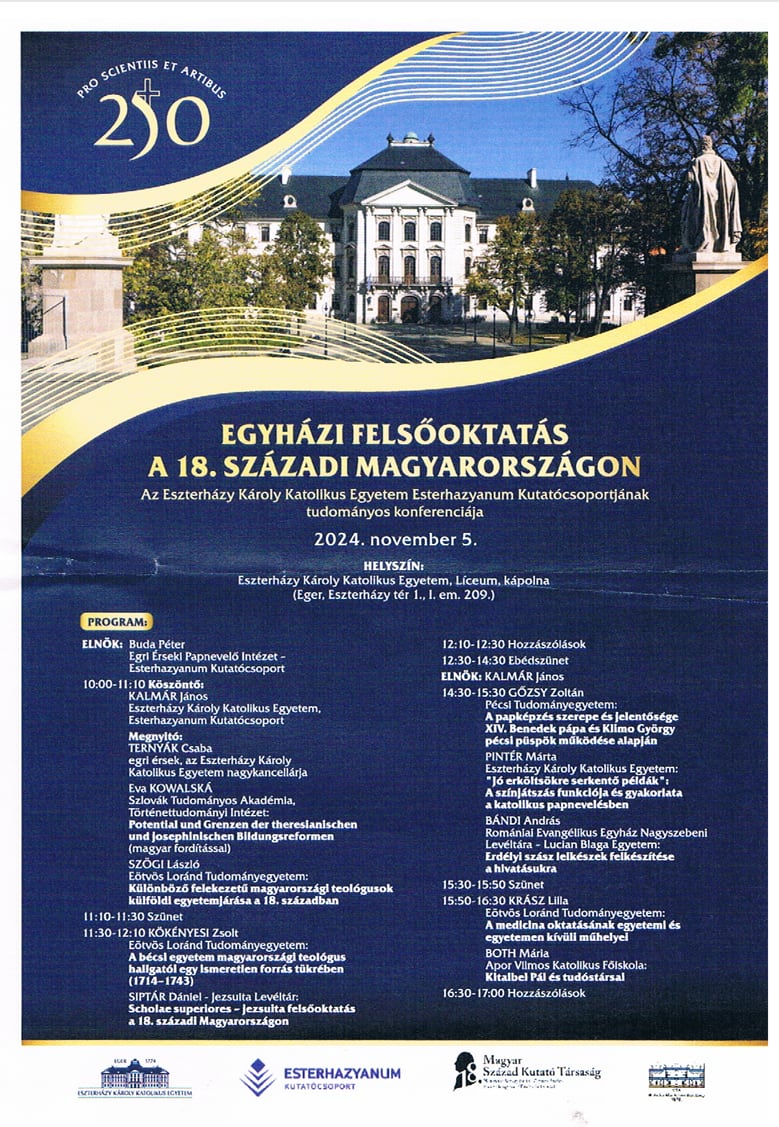 PRO SCIENTIIS ET ARTIBUS
250
EGYHÁZI FELSŐOKTATÁS
A 18. SZÁZADI MAGYARORSZÁGON
Az Eszterházy Károly Katolikus Egyetem Esterhazyanum Kutatócsoportjának
tudományos konferenciája
2024. november 5.
HELYSZÍN:
Eszterházy Károly Katolikus Egyetem, Líceum, kápolna
(Eger, Eszterházy tér 1., I. em. 209.)
PROGRAM:
ELNÖK: Buda Péter
Egri Érseki Papnevelő Intézet –
Esterhazyanum Kutatócsoport
10:00-11:10 Köszöntő:
KALMÁR János
Eszterházy Károly Katolikus Egyetem,
Esterhazyanum Kutatócsoport
Megnyitó:
TERNYÁK Csaba
egri érsek, az Eszterházy Károly
Katolikus Egyetem nagykancellárja
Eva KOWALSKÁ
Szlovák Tudományos Akadémia,
Történettudományi Intézet:
Potential und Grenzen der theresianischen
und josephinischen Bildungsreformen
(magyar fordítással)
SZÖGI László
Eötvös Loránd Tudományegyetem:
Különböző felekezetű magyarországi teológusok
külföldi egyetemjárása a 18. században
11:10-11:30 Szünet
11:30-12:10 KÖKÉNYESI Zsolt
Eötvös Loránd Tudományegyetem:
A bécsi egyetem magyarországi teológus
hallgatói egy ismeretlen forrás tükrében
(1714–1743)
SIPTÁR Dániel - Jezsuita Levéltár:
Scholae superiores – jezsuita felsőoktatás
a 18. századi Magyarországon
12:10-12:30 Hozzászólások
12:30-14:30 Ebédszünet
ELNÖK: KALMÁR János
14:30-15:30 GŐZSY Zoltán
Pécsi Tudományegyetem:
A papképzés szerepe és jelentősége
XIV. Benedek pápa és Klimo György
pécsi püspök működése alapján
PINTÉR Márta
Eszterházy Károly Katolikus Egyetem:
"Jó erkőltsökre serkentő példák":
A színjátszás funkciója és gyakorlata
a katolikus papnevelésben
BÁNDI András
Romániai Evangélikus Egyház Nagyszebeni
Levéltára – Lucian Blaga Egyetem:
Erdélyi szász lelkészek felkészítése
a hivatásukra
15:30-15:50 Szünet
15:50-16:30 KRÁSZ Lilla
Eötvös Loránd Tudományegyetem:
A medicina oktatásának egyetemi és
egyetemen kívüli műhelyei
BOTH Mária
Apor Vilmos Katolikus Főiskola:
Kitaibel Pál és tudóstársai
16:30-17:00 Hozzászólások
EGER 1774
ESZTERHÁZY KÁROLY KATOLIKUS EGYETEM
ESTERHAZYANUM
KUTATÓCSOPORT
Magyar
18. Század Kutató Társaság